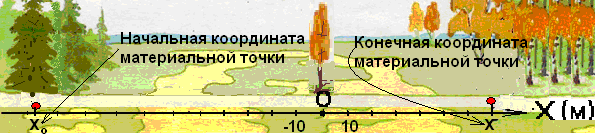 Начальная координата
материальной точки
Конечная координата
материальной точки
О
X (м)
X₀
-10
10
X